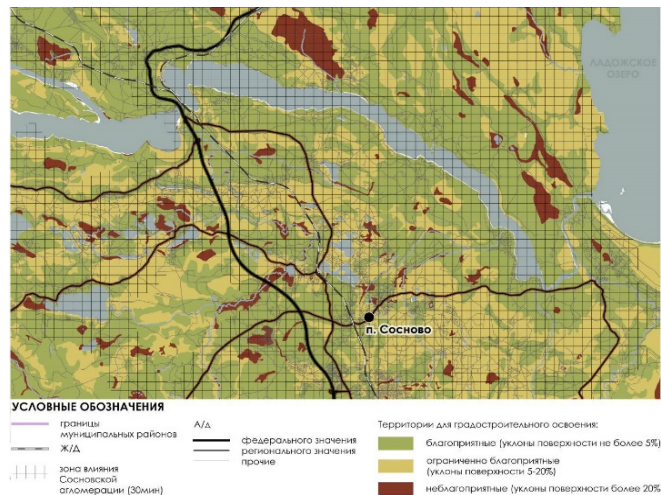 ЛАДОЖСКОЕ
ОЗЕРО
п. Сосново
УСЛОВНЫЕ ОБОЗНАЧЕНИЯ
границы
муниципальных районов
Ж/Д
зона влияния
Сосновской
агломерации (30мин)
А/д
федерального значения
регионального значения
прочие
Территории для градостроительного освоения:
благоприятные (уклоны поверхности не более 5%)
ограниченно благоприятные
(уклоны поверхности 5-20%)
неблагоприятные (уклоны поверхности более 20%